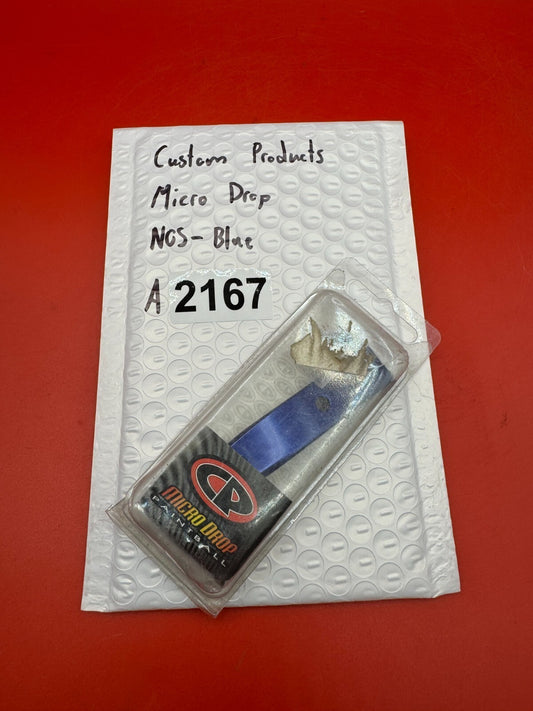 Custom Products
Micro Drop
NOS-Blue
A 2167
CP
MICRO DROP
PAINTBALL